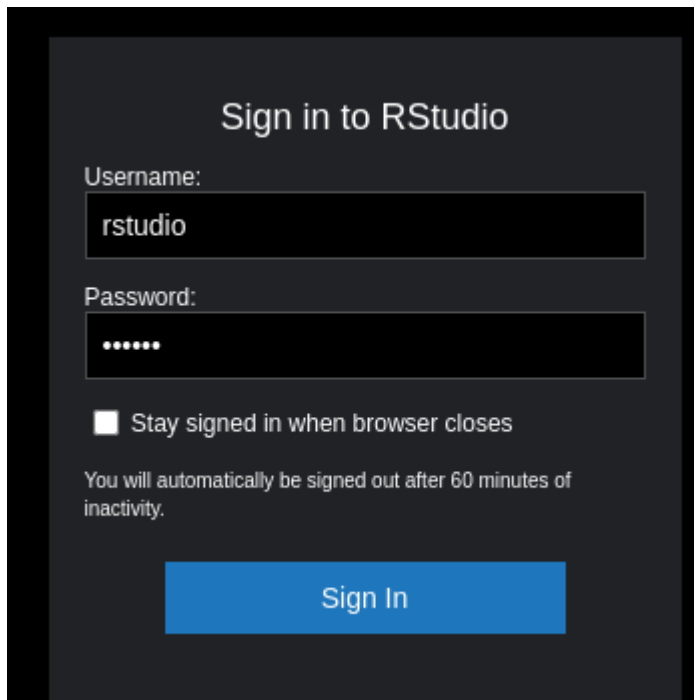 Sign in to RStudio
Username:
rstudio
Password:
••••••
Stay signed in when browser closes
You will automatically be signed out after 60 minutes of
inactivity.
Sign In